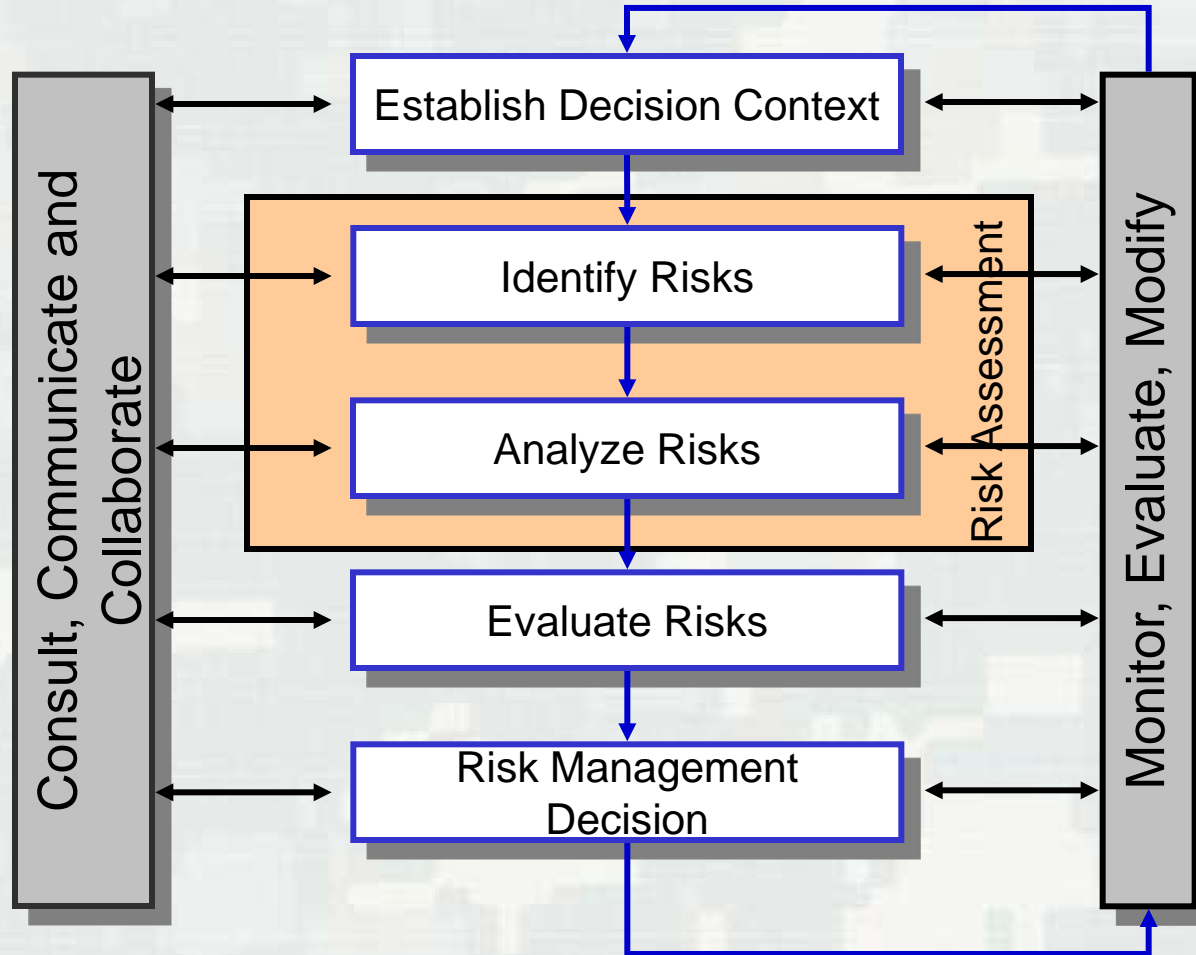 Establish Decision Context
Consult, Communicate and
Collaborate
Identify Risks
Analyze Risks
Risk Assessment
Evaluate Risks
Risk Management
Decision
Monitor, Evaluate, Modify